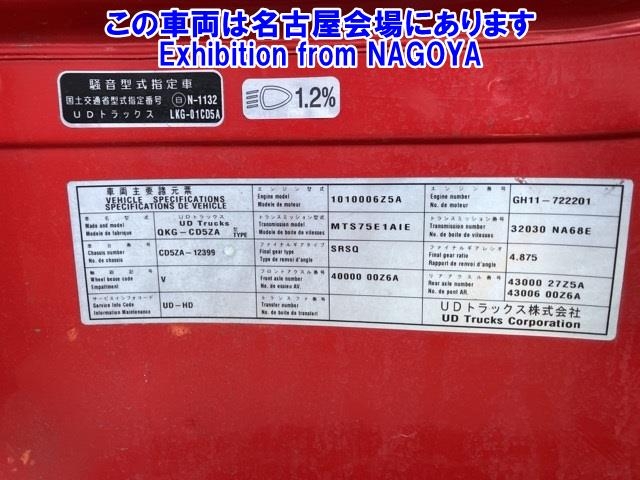 この車両は名古屋会場にあります
Exhibition from NAGOYA
騒音型式指定車
国土交通省型式指定番号 自 N-1132
UDトラックス LKG-01CD5A
1.2%
車両主要諸元票
VEHICLE SPECIFICATIONS
SPECIFICATIONS DE VEHICLE
エンジン型式
Engine model
Modele de moteur
1010006Z5A
エンジン番号
Engine number
No. de moteur
GH11-722201
車名・型式
Made and model
Modele de fabrique
UDトラックス
UD Trucks
QKG-CD5ZA 型 TYPE
トランスミッション型式
Transmission model
Modele de boite de vitesses
MTS75E1AIE
トランスミッション番号
Transmission number
No. de boite de vitesses
32030 NA68E
車台番号
Chassis number
No. de chassis
CD5ZA-12399
ファイナルギアタイプ
Final gear type
Type de renvoi d'angle
SRSQ
ファイナルギアレシオ
Final gear ratio
Rapport de renvoi d'angle
4.875
軸距記号
Wheel base code
Empattement
V
フロントアクスル番号
Front axle number
No. de essieu AV.
40000 00Z6A
リアアクスル番号
Rear axle number
No. de pont AR.
43000 27Z5A
43006 00Z6A
サービスインフォコード
Service Info Code
Information Maintenance
UD-HD
トランスファ番号
Transfer number
No. de boite de transfert
UDトラックス株式会社
UD Trucks Corporation